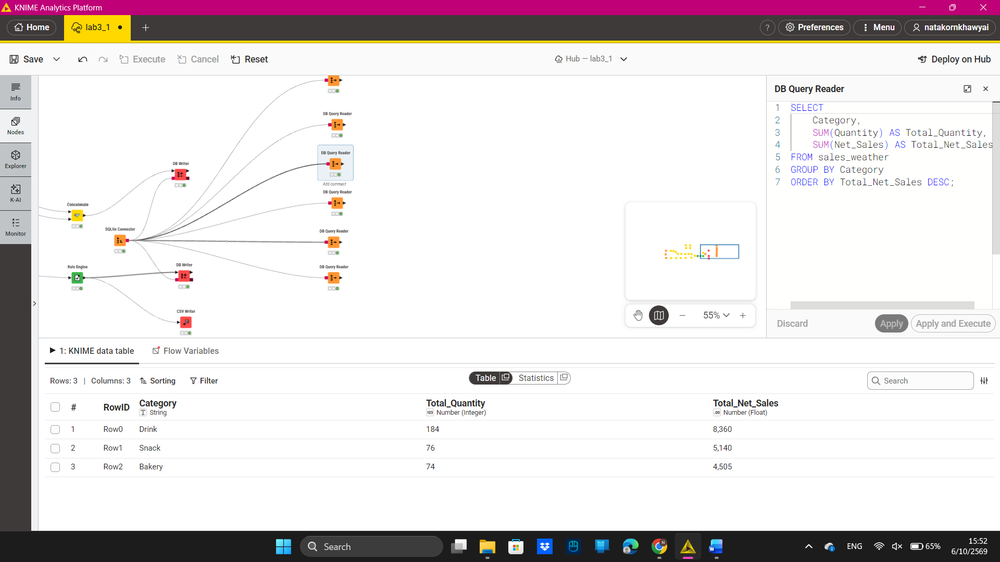 KNIME Analytics Platform
Home
lab3_1
?
Preferences
Menu
natakornkhawyai
Save
Execute
Cancel
Reset
Hub — lab3_1
Deploy on Hub
Info
Nodes
Explorer
K-AI
Monitor
DB Query Reader
DB Query Reader
Add comment
DB Query Reader
DB Query Reader
DB Query Reader
DB Writer
Concatenate
SQLite Connector
DB Writer
Rule Engine
CSV Writer
55%
DB Query Reader
1 SELECT
2 Category,
3 SUM(Quantity) AS Total_Quantity,
4 SUM(Net_Sales) AS Total_Net_Sales
5 FROM sales_weather
6 GROUP BY Category
7 ORDER BY Total_Net_Sales DESC;
Discard
Apply
Apply and Execute
1: KNIME data table
Flow Variables
Rows: 3 | Columns: 3
Sorting
Filter
Table
Statistics
Search
# RowID Category Total_Quantity Total_Net_Sales
T String 123 Number (Integer) .00 Number (Float)
1 Row0 Drink 184 8,360
2 Row1 Snack 76 5,140
3 Row2 Bakery 74 4,505
Search
ENG
65%
15:52
6/10/2569